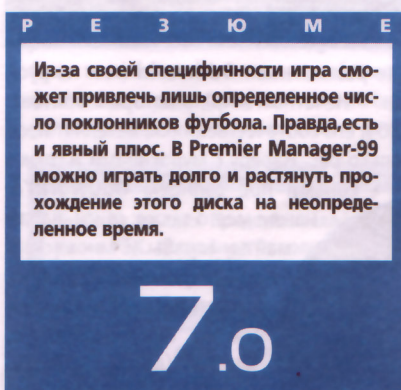 РЕЗЮМЕ
Из-за своей специфичности игра смо-
жет привлечь лишь определенное чис-
ло поклонников футбола. Правда,есть
и явный плюс. В Premier Manager-99
можно играть долго и растянуть про-
хождение этого диска на неопреде-
ленное время.
7.0